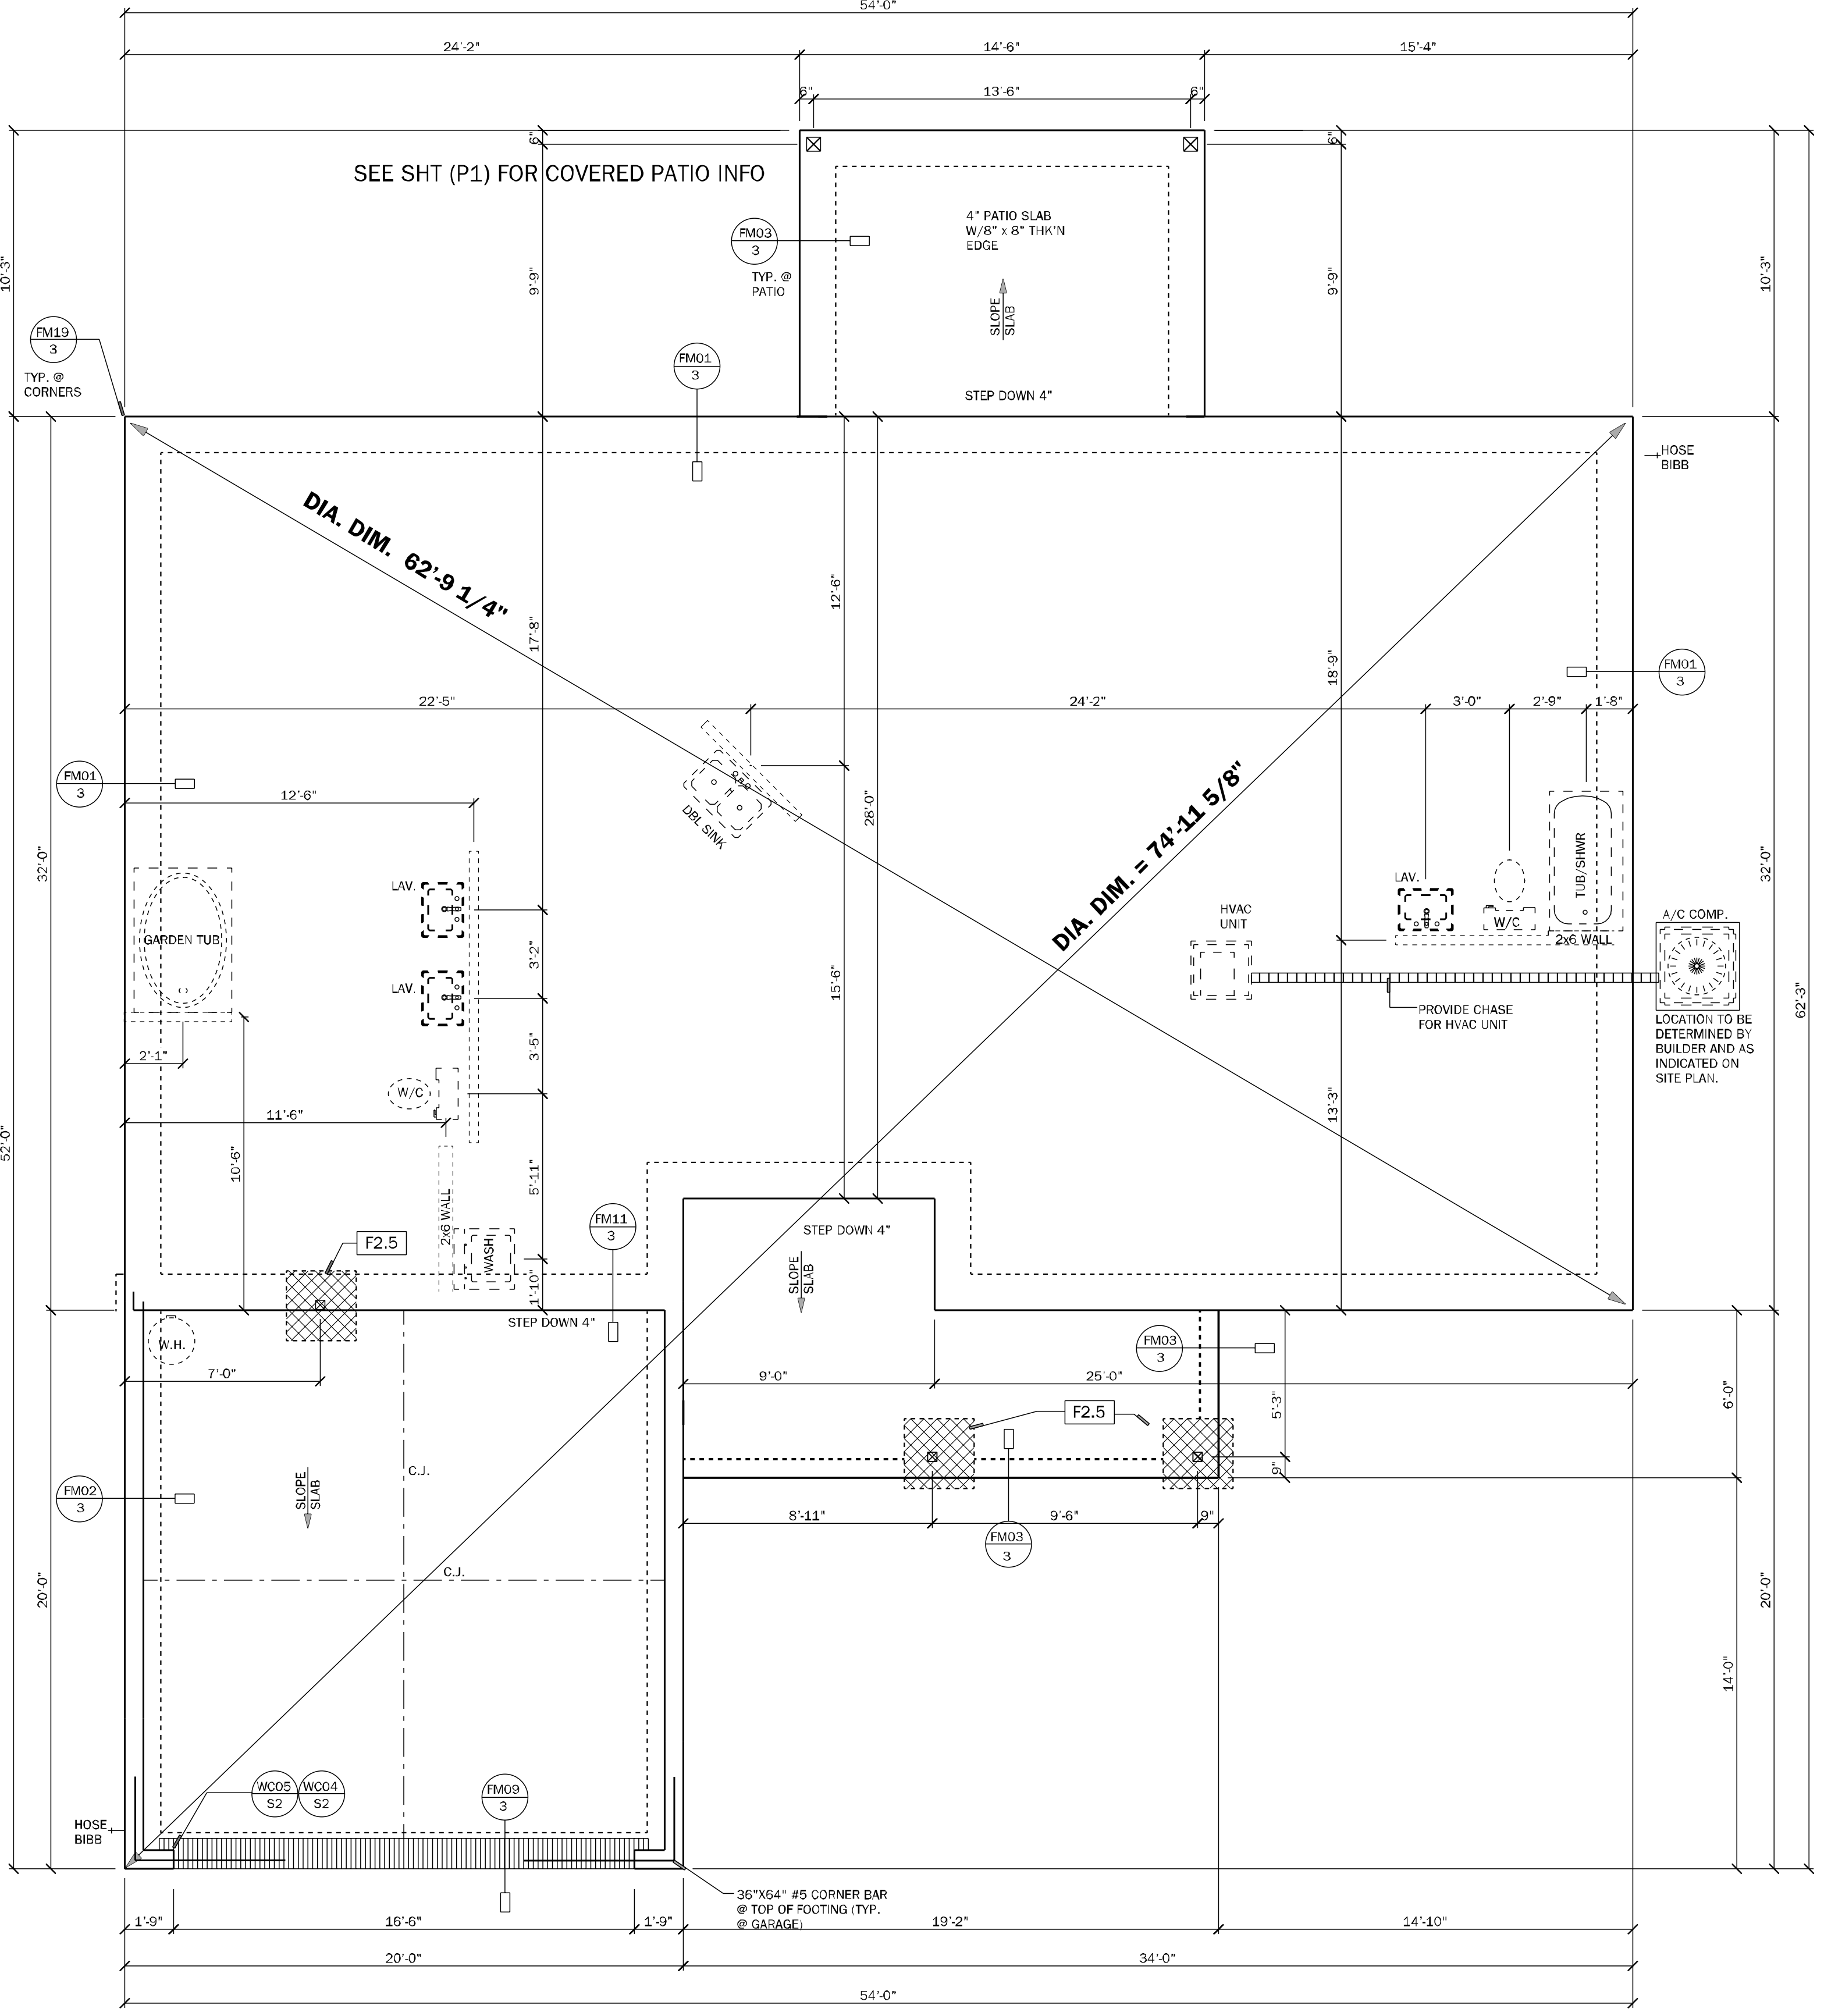 54'-0"
24'-2"
14'-6"
15'-4"
6"
13'-6"
6"
6"
6"
SEE SHT (P1) FOR COVERED PATIO INFO
4" PATIO SLAB
W/8" x 8" THK'N
EDGE
FM03
3
TYP. @
PATIO
10'-3"
9'-9"
9'-9"
10'-3"
SLOPE
SLAB
FM19
3
TYP. @
CORNERS
FM01
3
STEP DOWN 4"
HOSE
BIBB
DIA. DIM. 62'-9 1/4"
12'-6"
17'-8"
18'-9"
FM01
3
22'-5"
24'-2"
3'-0"
2'-9"
1'-8"
FM01
3
12'-6"
DBL SINK
28'-0"
DIA. DIM. = 74'-11 5/8"
32'-0"
32'-0"
TUB/SHWR
LAV.
LAV.
W/C
2x6 WALL
HVAC
UNIT
A/C COMP.
GARDEN TUB
3'-2"
LAV.
15'-6"
62'-3"
PROVIDE CHASE
FOR HVAC UNIT
LOCATION TO BE
DETERMINED BY
BUILDER AND AS
INDICATED ON
SITE PLAN.
2'-1"
3'-5"
W/C
11'-6"
13'-3"
52'-0"
10'-6"
5'-11"
2x6 WALL
WASH
F2.5
FM11
3
STEP DOWN 4"
SLOPE
SLAB
1'-10"
STEP DOWN 4"
W.H.
7'-0"
FM03
3
9'-0"
25'-0"
5'-3"
6'-0"
F2.5
9"
C.J.
SLOPE
SLAB
FM02
3
8'-11"
9'-6"
9"
FM03
3
C.J.
20'-0"
20'-0"
14'-0"
WC05
S2
WC04
S2
FM09
3
HOSE
BIBB
36"X64" #5 CORNER BAR
@ TOP OF FOOTING (TYP.
@ GARAGE)
1'-9"
16'-6"
1'-9"
19'-2"
14'-10"
20'-0"
34'-0"
54'-0"